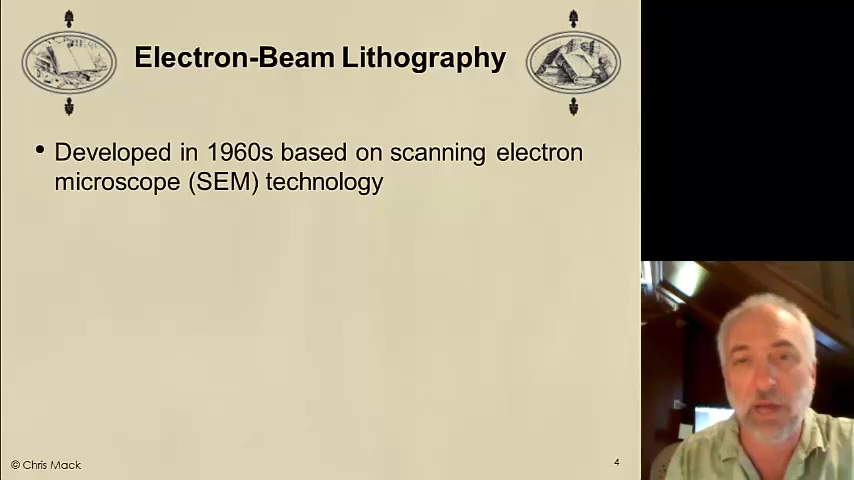 Electron-Beam Lithography
• Developed in 1960s based on scanning electron
microscope (SEM) technology
© Chris Mack
4